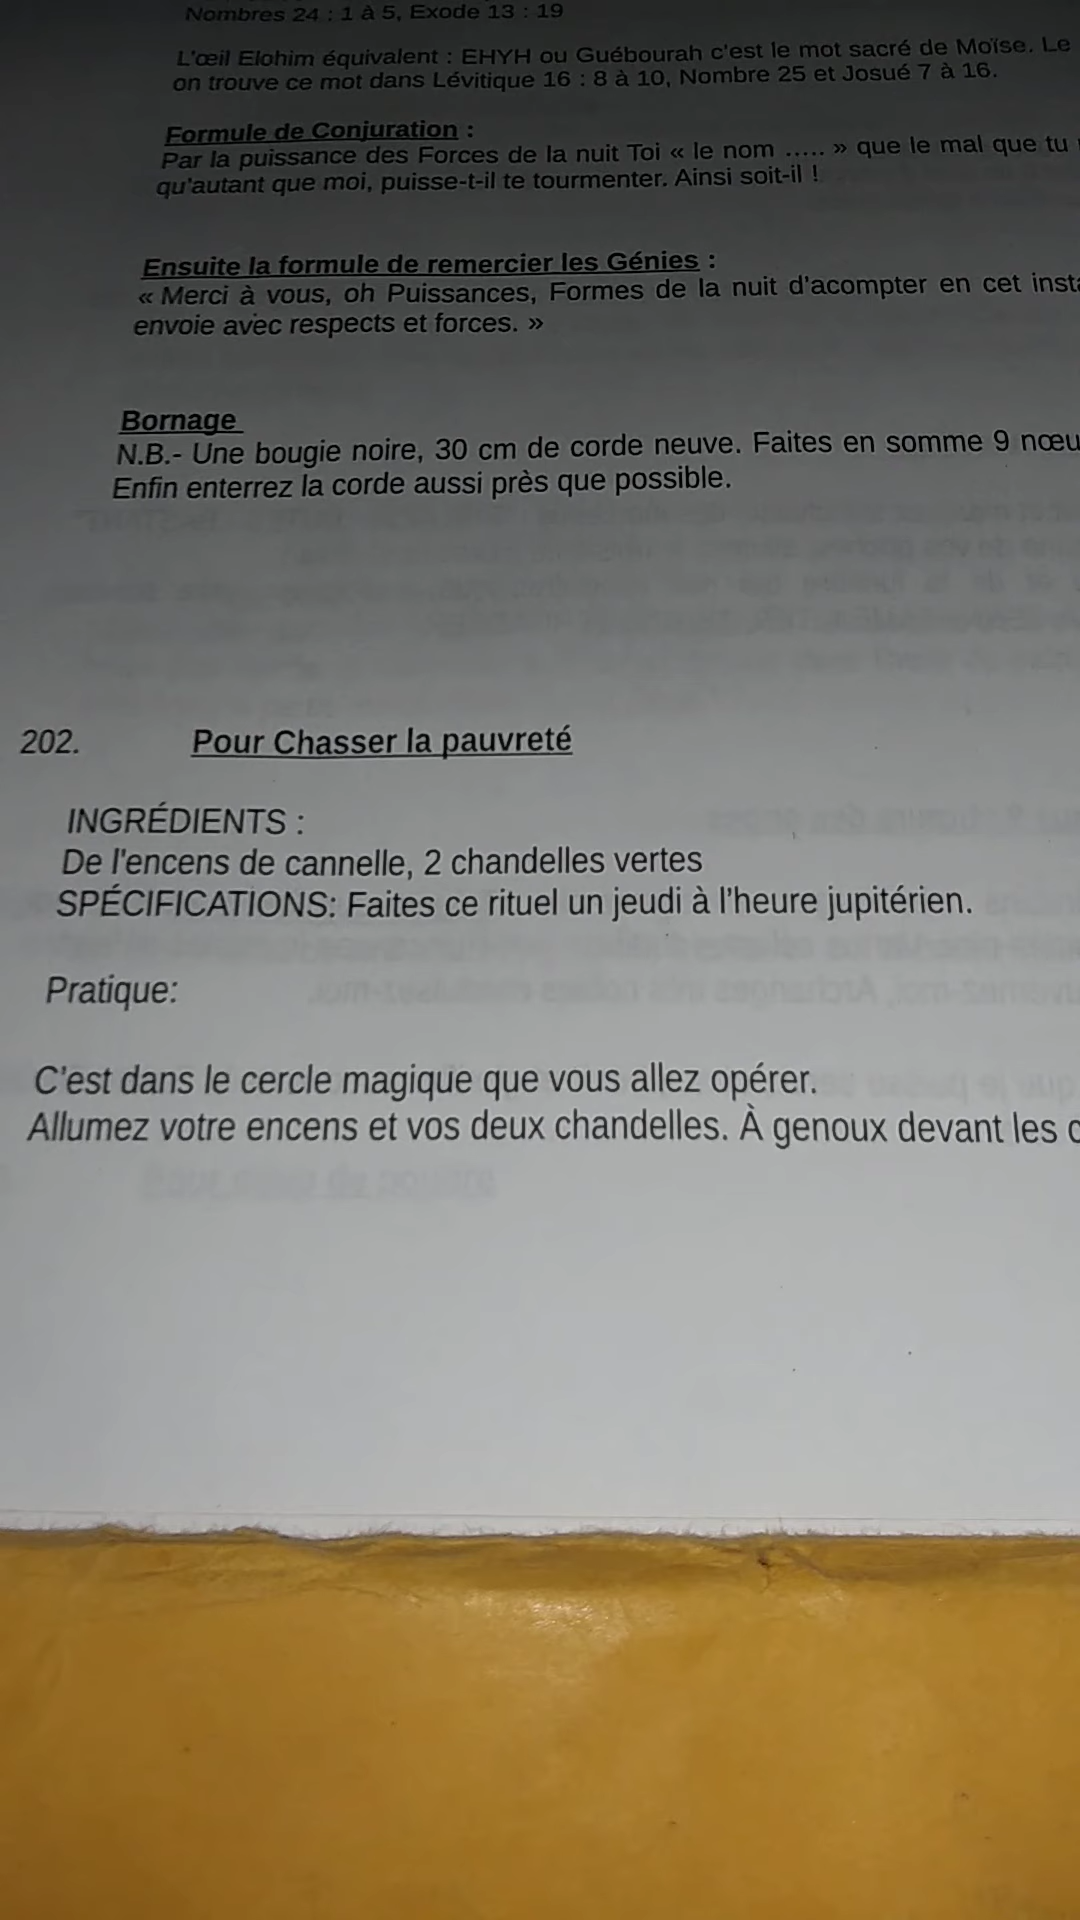 Nombres 24 : 1 à 5, Exode 13 : 19
L'œil Elohim équivalent : EHYH ou Guébourah c'est le mot sacré de Moïse. Le
on trouve ce mot dans Lévitique 16 : 8 à 10, Nombre 25 et Josué 7 à 16.
Formule de Conjuration :
Par la puissance des Forces de la nuit Toi « le nom ..... » que le mal que tu
qu'autant que moi, puisse-t-il te tourmenter. Ainsi soit-il !
Ensuite la formule de remercier les Génies :
« Merci à vous, oh Puissances, Formes de la nuit d'acompter en cet
envoie avec respects et forces. »
Bornage
N.B.- Une bougie noire, 30 cm de corde neuve. Faites en somme 9
Enfin enterrez la corde aussi près que possible.
202. Pour Chasser la pauvreté
INGRÉDIENTS :
De l'encens de cannelle, 2 chandelles vertes
SPÉCIFICATIONS: Faites ce rituel un jeudi à l'heure jupitérien.
Pratique:
C'est dans le cercle magique que vous allez opérer.
Allumez votre encens et vos deux chandelles. À genoux devant les